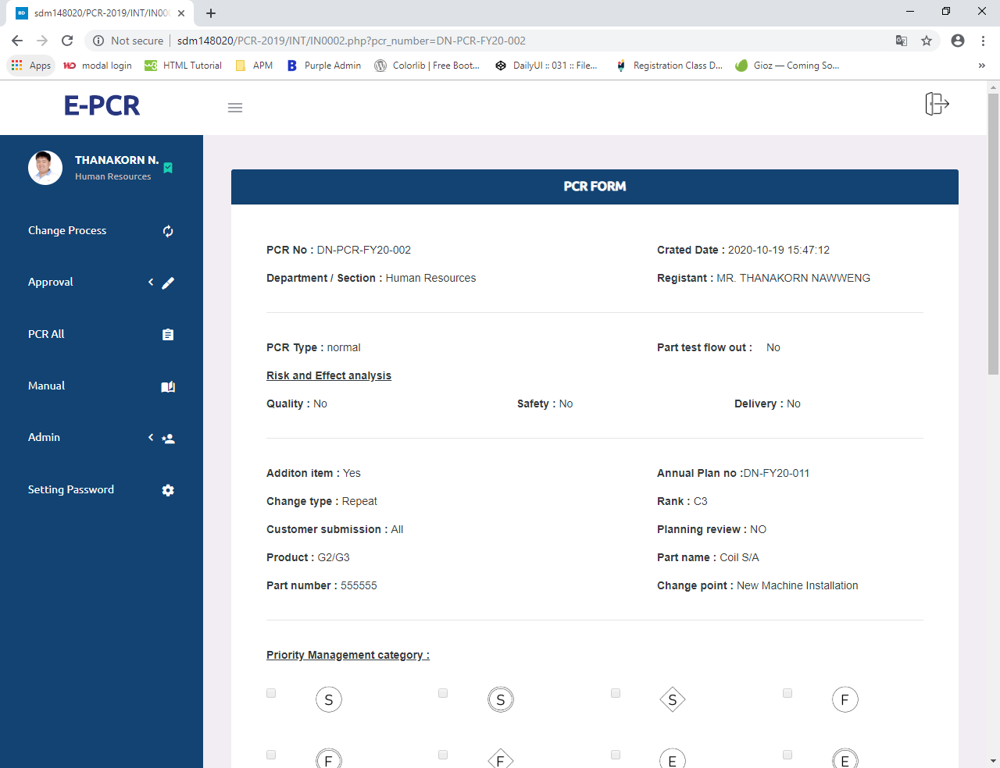 sdm148020/PCR-2019/INT/IN00
Not secure
sdm148020/PCR-2019/INT/IN0002.php?pcr_number=DN-PCR-FY20-002
Apps
modal login
HTML Tutorial
APM
Purple Admin
Colorlib | Free Boot...
DailyUI :: 031 :: File...
Registration Class D...
Gioz — Coming So...
E-PCR
THANAKORN N.
Human Resources
Change Process
Approval
PCR All
Manual
Admin
Setting Password
PCR FORM
PCR No : DN-PCR-FY20-002
Crated Date : 2020-10-19 15:47:12
Department / Section : Human Resources
Registant : MR. THANAKORN NAWWENG
PCR Type : normal
Part test flow out : No
Risk and Effect analysis
Quality : No
Safety : No
Delivery : No
Additon item : Yes
Annual Plan no :DN-FY20-011
Change type : Repeat
Rank : C3
Customer submission : All
Planning review : NO
Product : G2/G3
Part name : Coil S/A
Part number : 555555
Change point : New Machine Installation
Priority Management category :
S
S
S
F
F
F
E
E